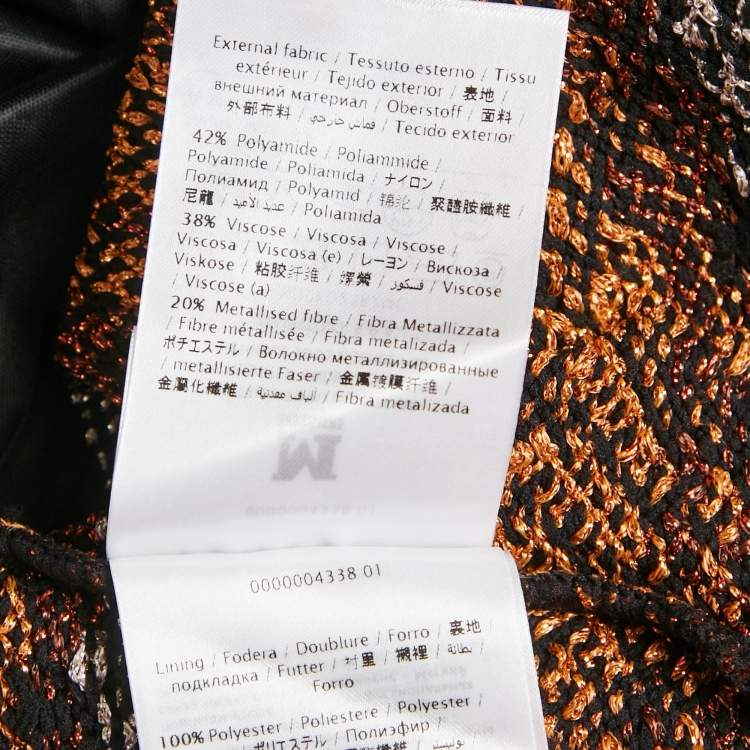 External fabric / Tessuto esterno / Tissu
extérieur / Tejido exterior / 表地 /
внешний материал / Oberstoff / 面料 /
外部布料 / قماش خارجي / Tecido exterior
42% Polyamide / Poliammide /
Polyamide / Poliamida / ナイロン /
Полиамид / Polyamid / 锦纶 / 聚醯胺纖維 /
尼龍 / عديد الأميد / Poliamida
38% Viscose / Viscosa / Viscose /
Viscosa / Viscosa (e) / レーヨン / Вискоза /
Viskose / 粘胶纤维 / 嫘縈 / فسكوز / Viscose
/ Viscose (a)
20% Metallised fibre / Fibra Metallizzata
/ Fibre métallisée / Fibra metalizada /
ポチエステル / Волокно металлизированные
/ metallisierte Faser / 金属镀膜纤维 /
金屬化纖維 / الياف معدنية / Fibra metalizada
M
0000004338 01
Lining / Fodera / Doublure / Forro / 裏地 /
подкладка / Futter / 衬里 / 襯裡 / بطانة /
Forro
100% Polyester / Poliestere / Polyester /
ポリエステル / Полиэфир /